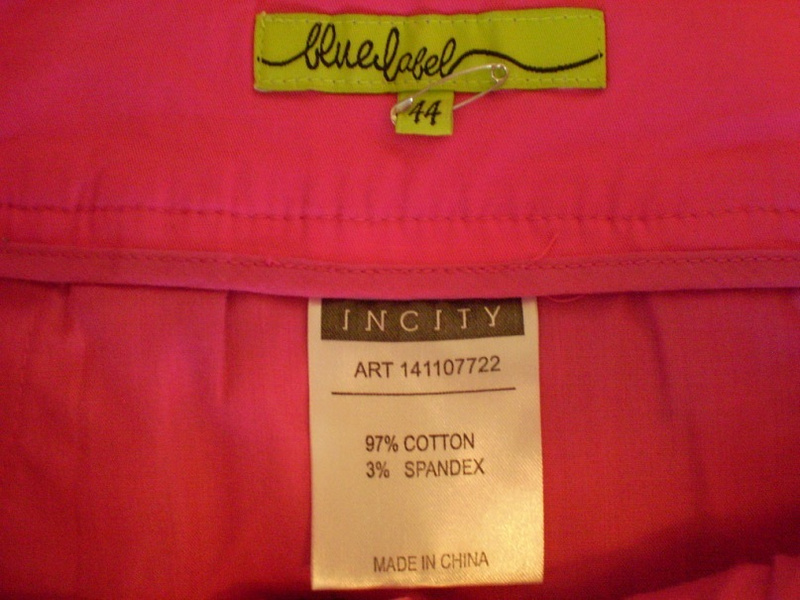 blue label
44
INCITY
ART 141107722
97% COTTON
3% SPANDEX
MADE IN CHINA